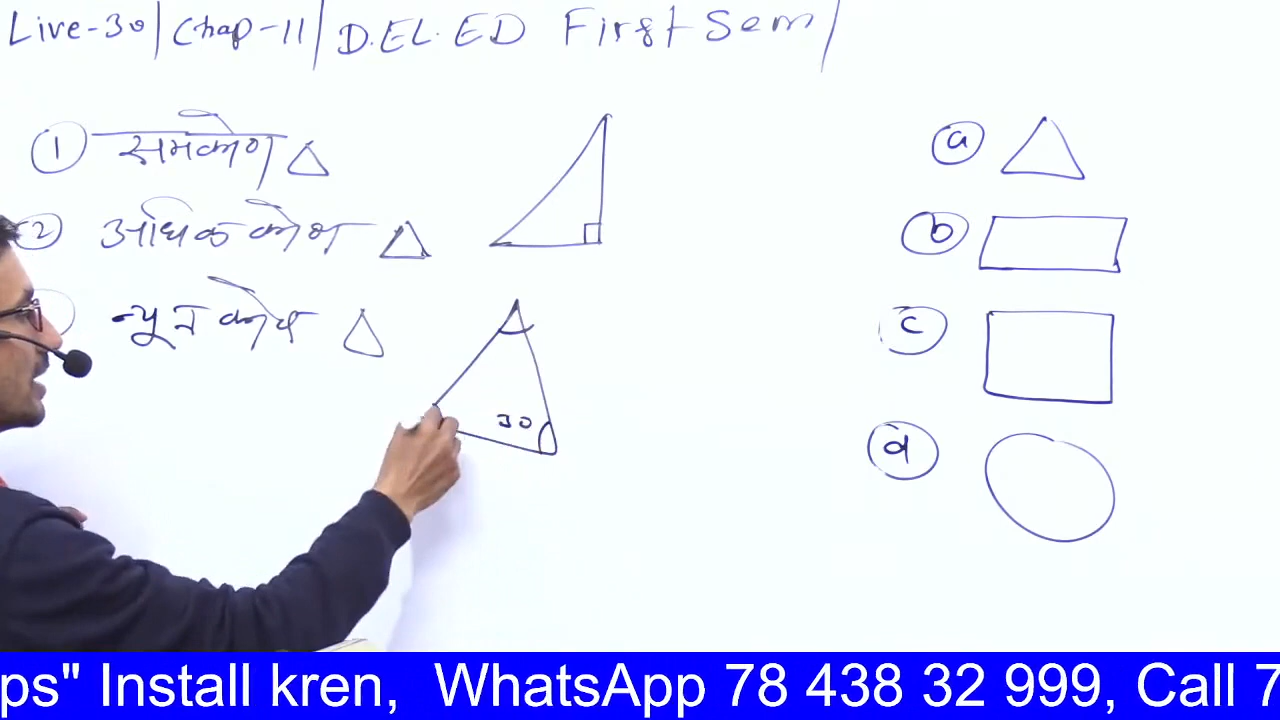 Live-30/Chap-11/D.EL.ED First Sem/
1 समकोण △
2 अधिक कोण △
न्यून कोण △
30
a
b
c
d
ps" Install kren, WhatsApp 78 438 32 999, Call 7